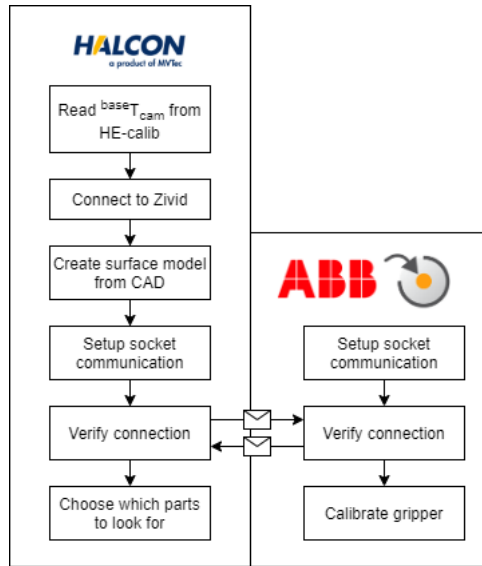 HALCON
a product of MVTec
Read ᵇᵃˢᵉT_cam from
HE-calib
Connect to Zivid
Create surface model
from CAD
Setup socket
communication
Verify connection
Choose which parts
to look for
ABB
Setup socket
communication
Verify connection
Calibrate gripper